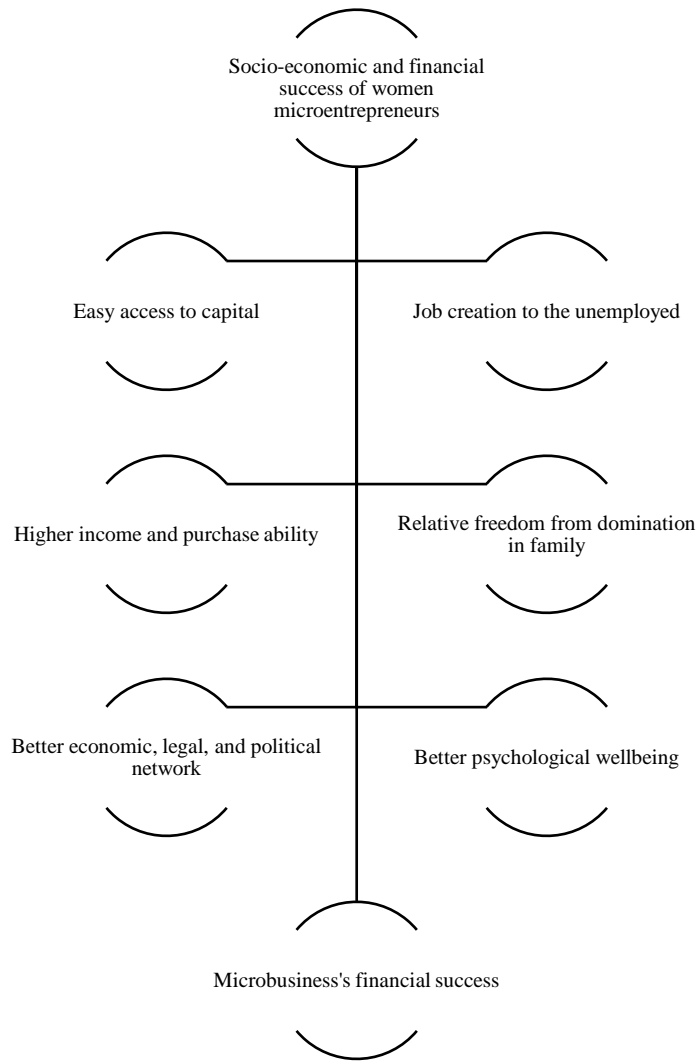 Socio-economic and financial
success of women
microentrepreneurs
Easy access to capital
Job creation to the unemployed
Higher income and purchase ability
Relative freedom from domination
in family
Better economic, legal, and political
network
Better psychological wellbeing
Microbusiness's financial success